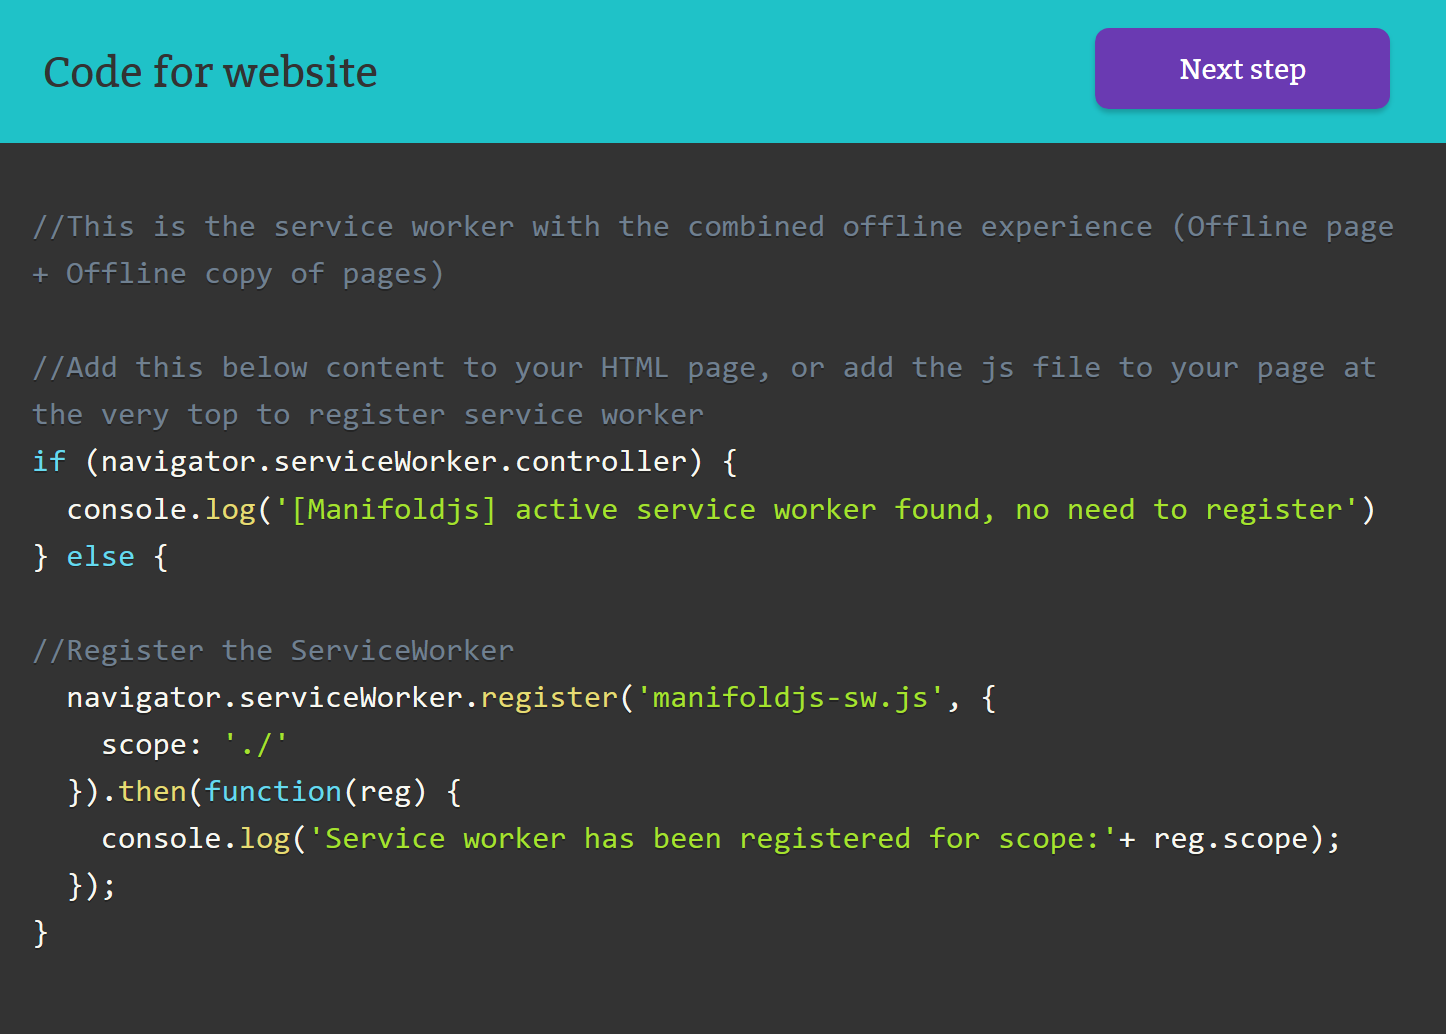 Code for website
Next step
//This is the service worker with the combined offline experience (Offline page
+ Offline copy of pages)
//Add this below content to your HTML page, or add the js file to your page at
the very top to register service worker
if (navigator.serviceWorker.controller) {
  console.log('[Manifoldjs] active service worker found, no need to register')
} else {
//Register the ServiceWorker
  navigator.serviceWorker.register('manifoldjs-sw.js', {
    scope: './'
  }).then(function(reg) {
    console.log('Service worker has been registered for scope:'+ reg.scope);
  });
}